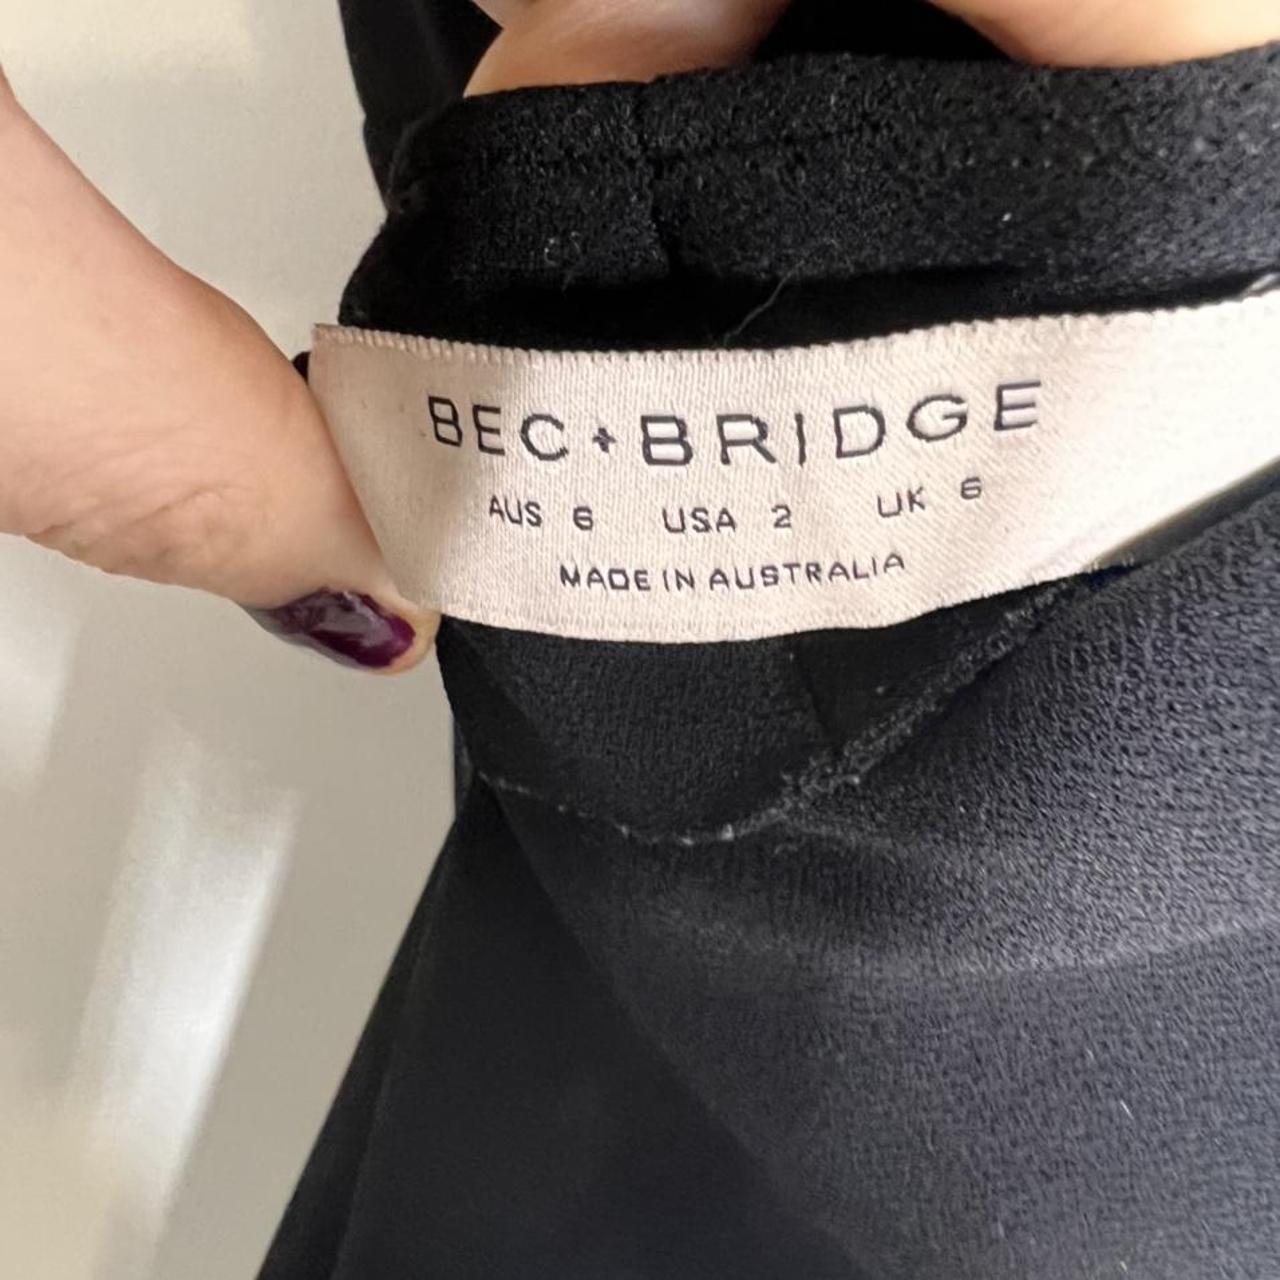 BEC+BRIDGE
AUS 6 USA 2 UK 6
MADE IN AUSTRALIA